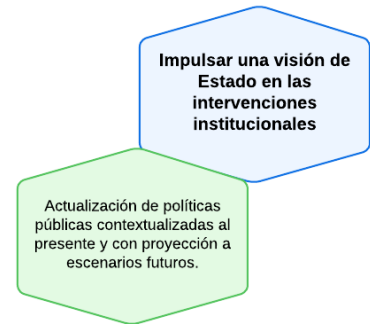 Impulsar una visión de
Estado en las
intervenciones
institucionales
Actualización de políticas
públicas contextualizadas al
presente y con proyección a
escenarios futuros.